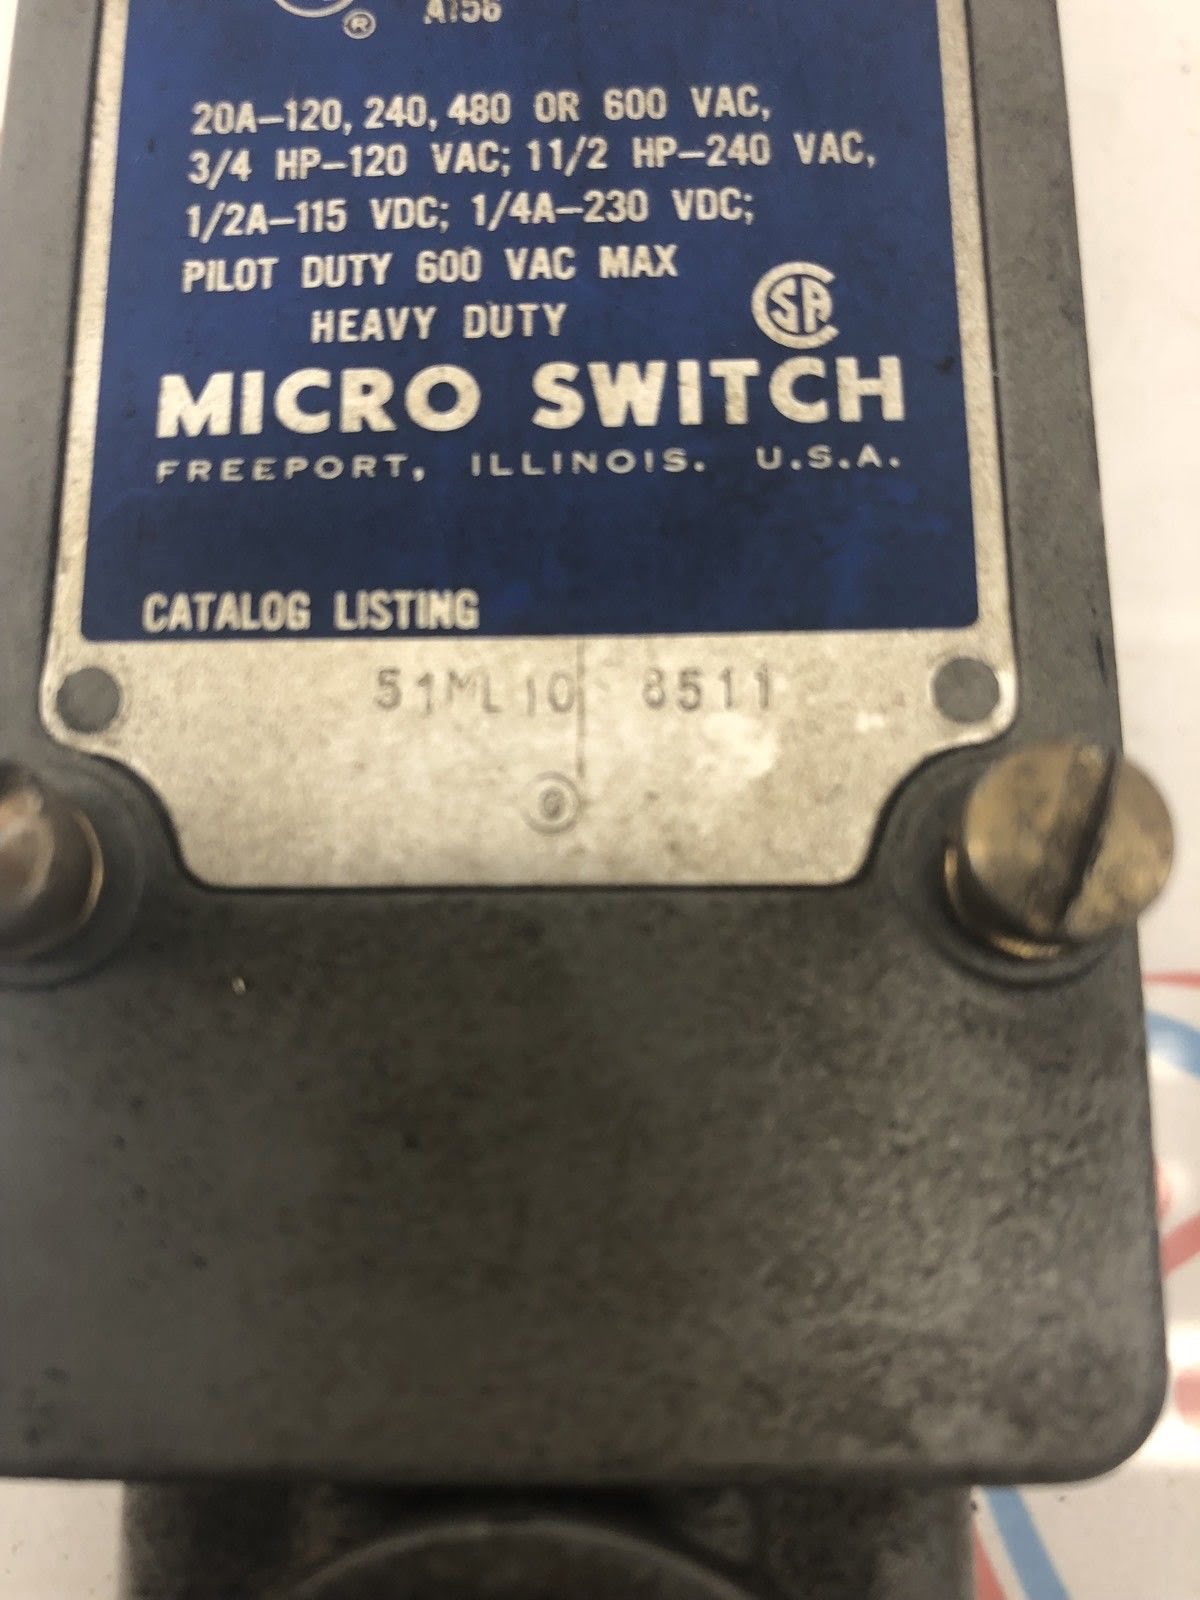 ® A156
20A–120, 240, 480 OR 600 VAC,
3/4 HP–120 VAC; 11/2 HP–240 VAC,
1/2A–115 VDC; 1/4A–230 VDC;
PILOT DUTY 600 VAC MAX
HEAVY DUTY
CSA
MICRO SWITCH
FREEPORT, ILLINOIS. U.S.A.
CATALOG LISTING
51ML10 8511